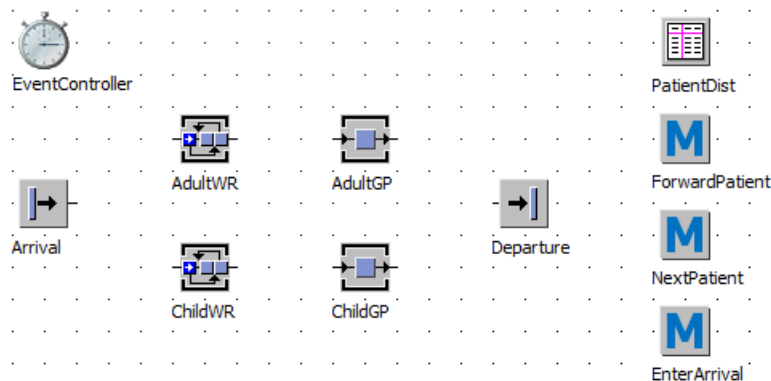 EventController
PatientDist
M
AdultWR
AdultGP
ForwardPatient
M
Arrival
Departure
NextPatient
M
ChildWR
ChildGP
EnterArrival